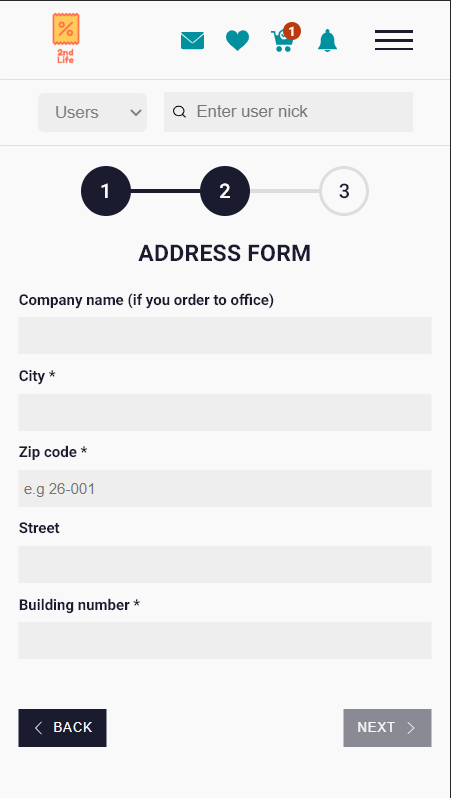 2nd
Life
1
Users
Enter user nick
1 2 3
ADDRESS FORM
Company name (if you order to office)
City *
Zip code *
e.g 26-001
Street
Building number *
BACK NEXT